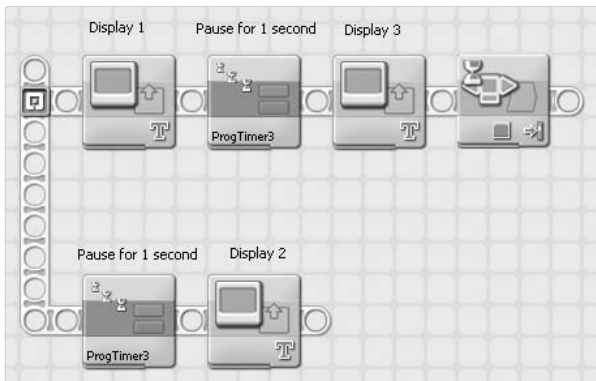 Display 1
Pause for 1 second
Display 3
T
ProgTimer3
T
Pause for 1 second
Display 2
ProgTimer3
T